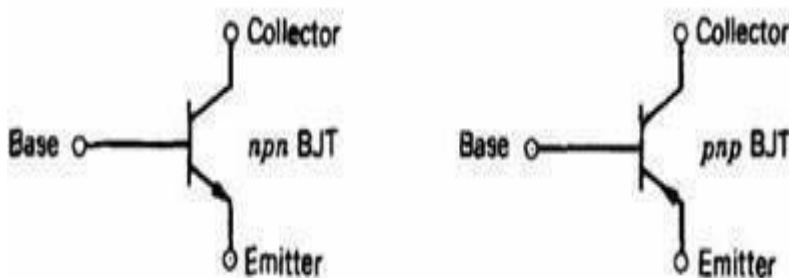 Collector
Base
npn BJT
Emitter
Collector
Base
pnp BJT
Emitter